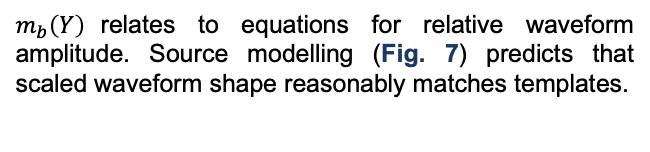 m_b(Y) relates to equations for relative waveform
amplitude. Source modelling (Fig. 7) predicts that
scaled waveform shape reasonably matches templates.